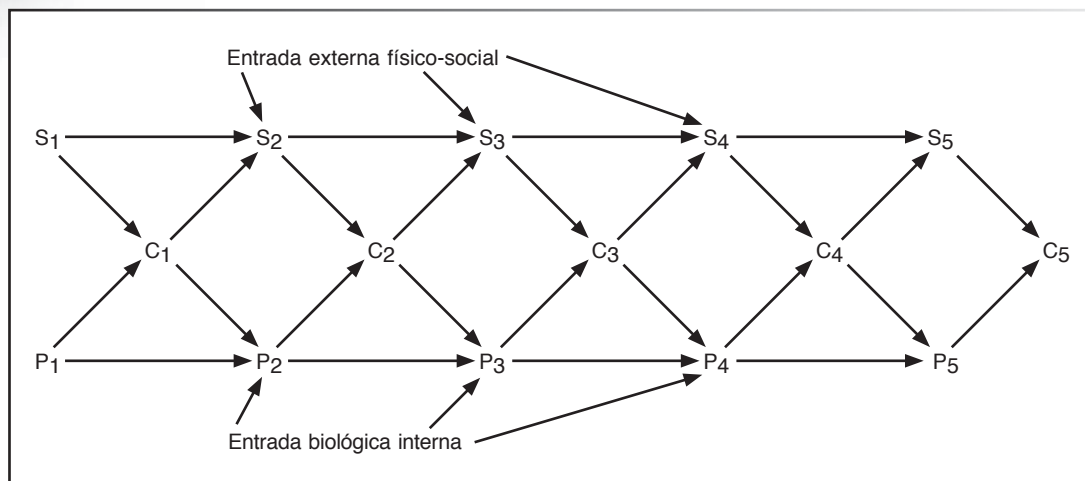 Entrada externa físico-social
S1 S2 S3 S4 S5
C1 C2 C3 C4 C5
P1 P2 P3 P4 P5
Entrada biológica interna